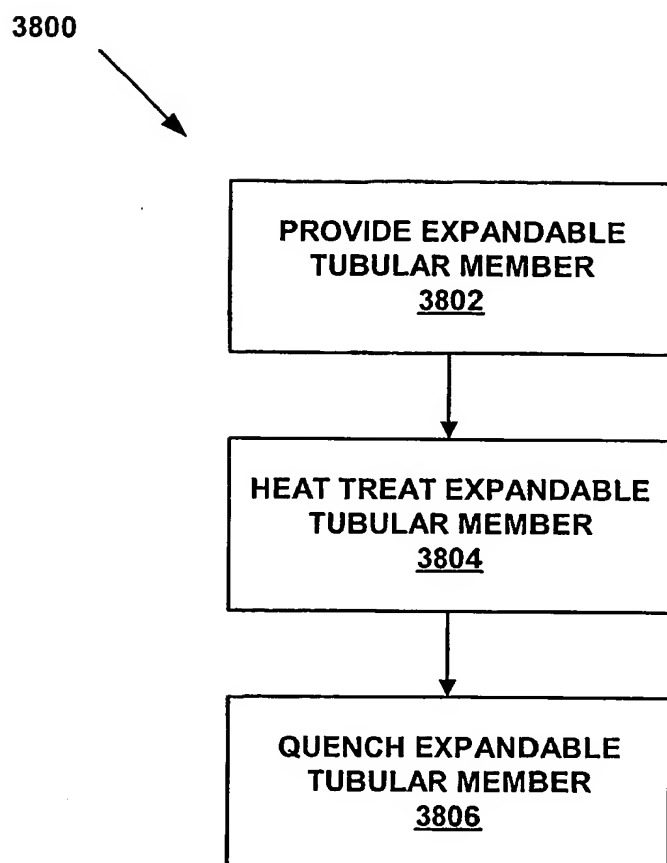 3800
PROVIDE EXPANDABLE
TUBULAR MEMBER
3802
HEAT TREAT EXPANDABLE
TUBULAR MEMBER
3804
QUENCH EXPANDABLE
TUBULAR MEMBER
3806